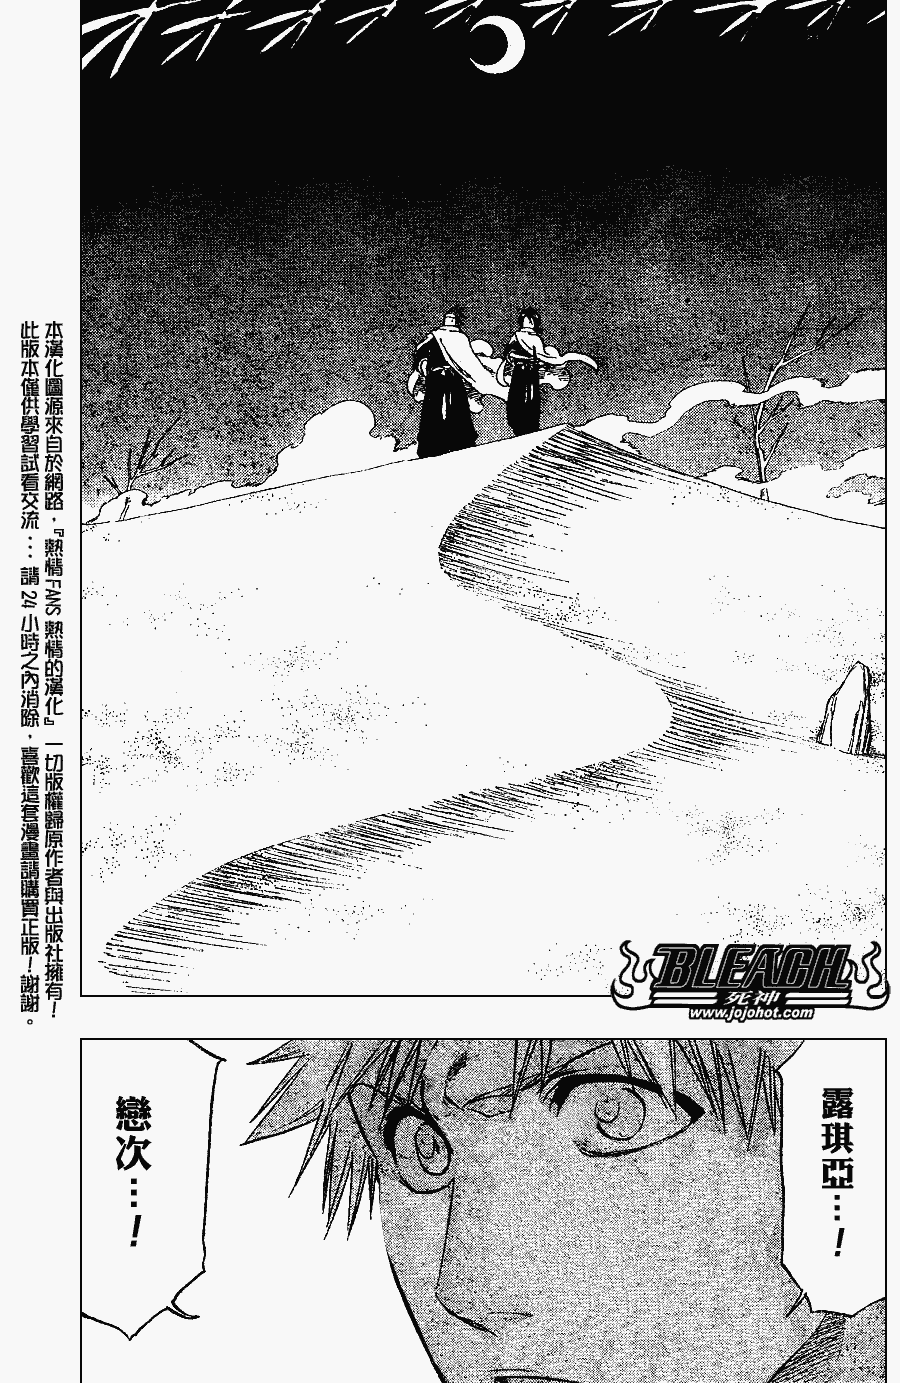 本漢化圖源來自於網路，『熱情FANS熱情的漢化』一切版權歸原作者與出版社擁有！
此版本僅供學習試看交流…請24小時之內消除，喜歡這套漫畫請購買正版！謝謝。
BLEACH
死神
www.jojohot.com
露琪亞…！
戀次…！